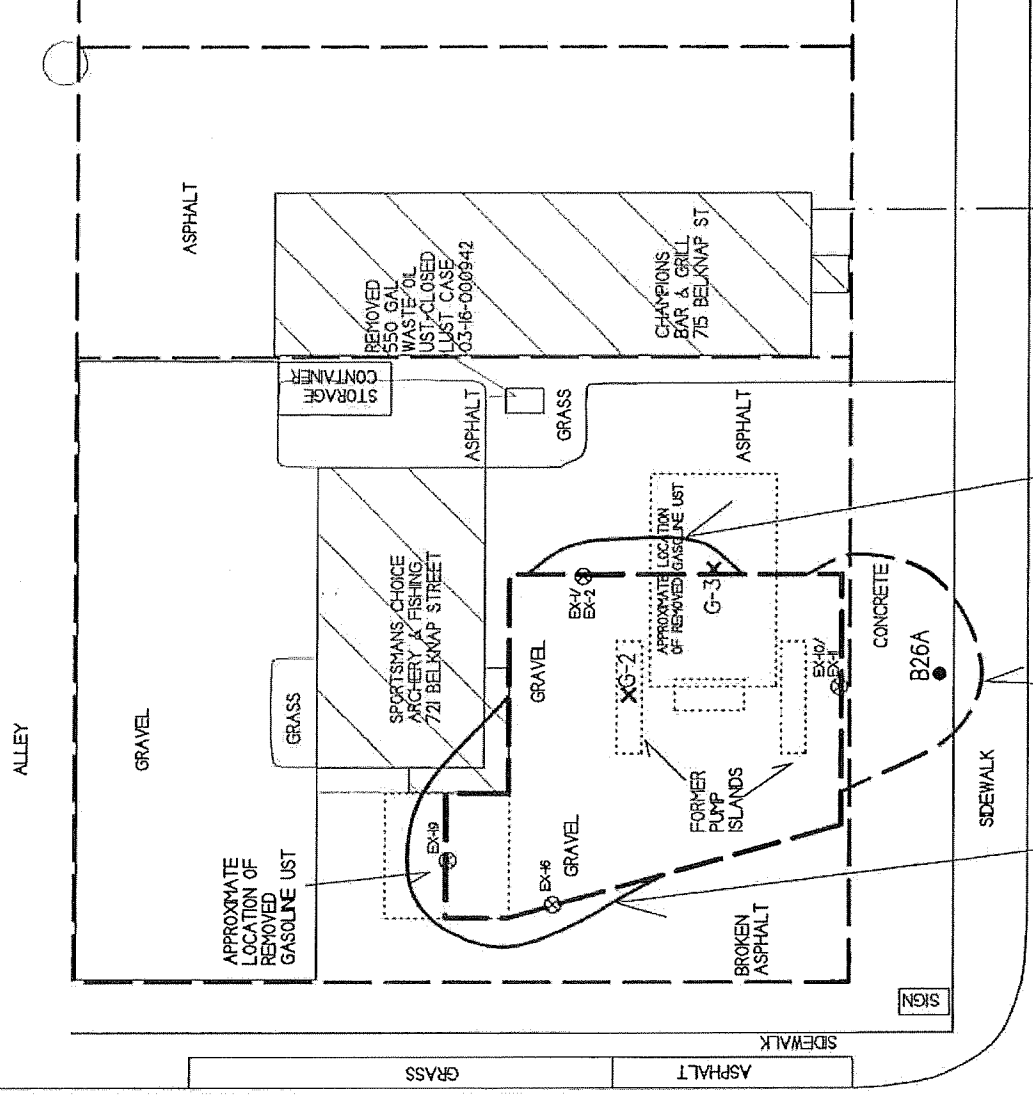 ALLEY
ASPHALT
GRAVEL
GRASS
STORAGE
CONTAINER
REMOVED
550 GAL
WASTE OIL
UST-CLOSED
LUST CASE
03-16-000942
CHAMPIONS
BAR & GRILL
715 BELKNAP ST
ASPHALT
GRASS
ASPHALT
SPORTSMANS CHOICE
ARCHERY & FISHING
721 BELKNAP STREET
APPROXIMATE
LOCATION OF
REMOVED
GASOLINE UST
EX-19
EX-16
GRAVEL
GRAVEL
EX-1/
EX-2
APPROXIMATE LOCATION
OF REMOVED GASOLINE UST
G-2
G-3
EX-10/
EX-11
FORMER
PUMP
ISLANDS
BROKEN
ASPHALT
CONCRETE
B26A
SIDEWALK
SIGN
SIDEWALK
GRASS
ASPHALT